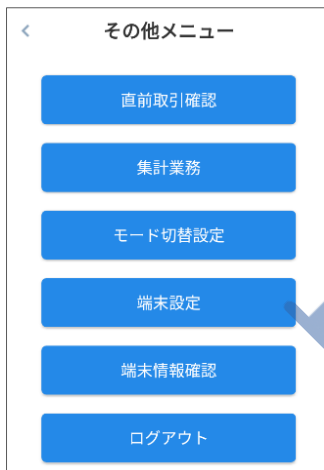 その他メニュー
直前取引確認
集計業務
モード切替設定
端末設定
端末情報確認
ログアウト